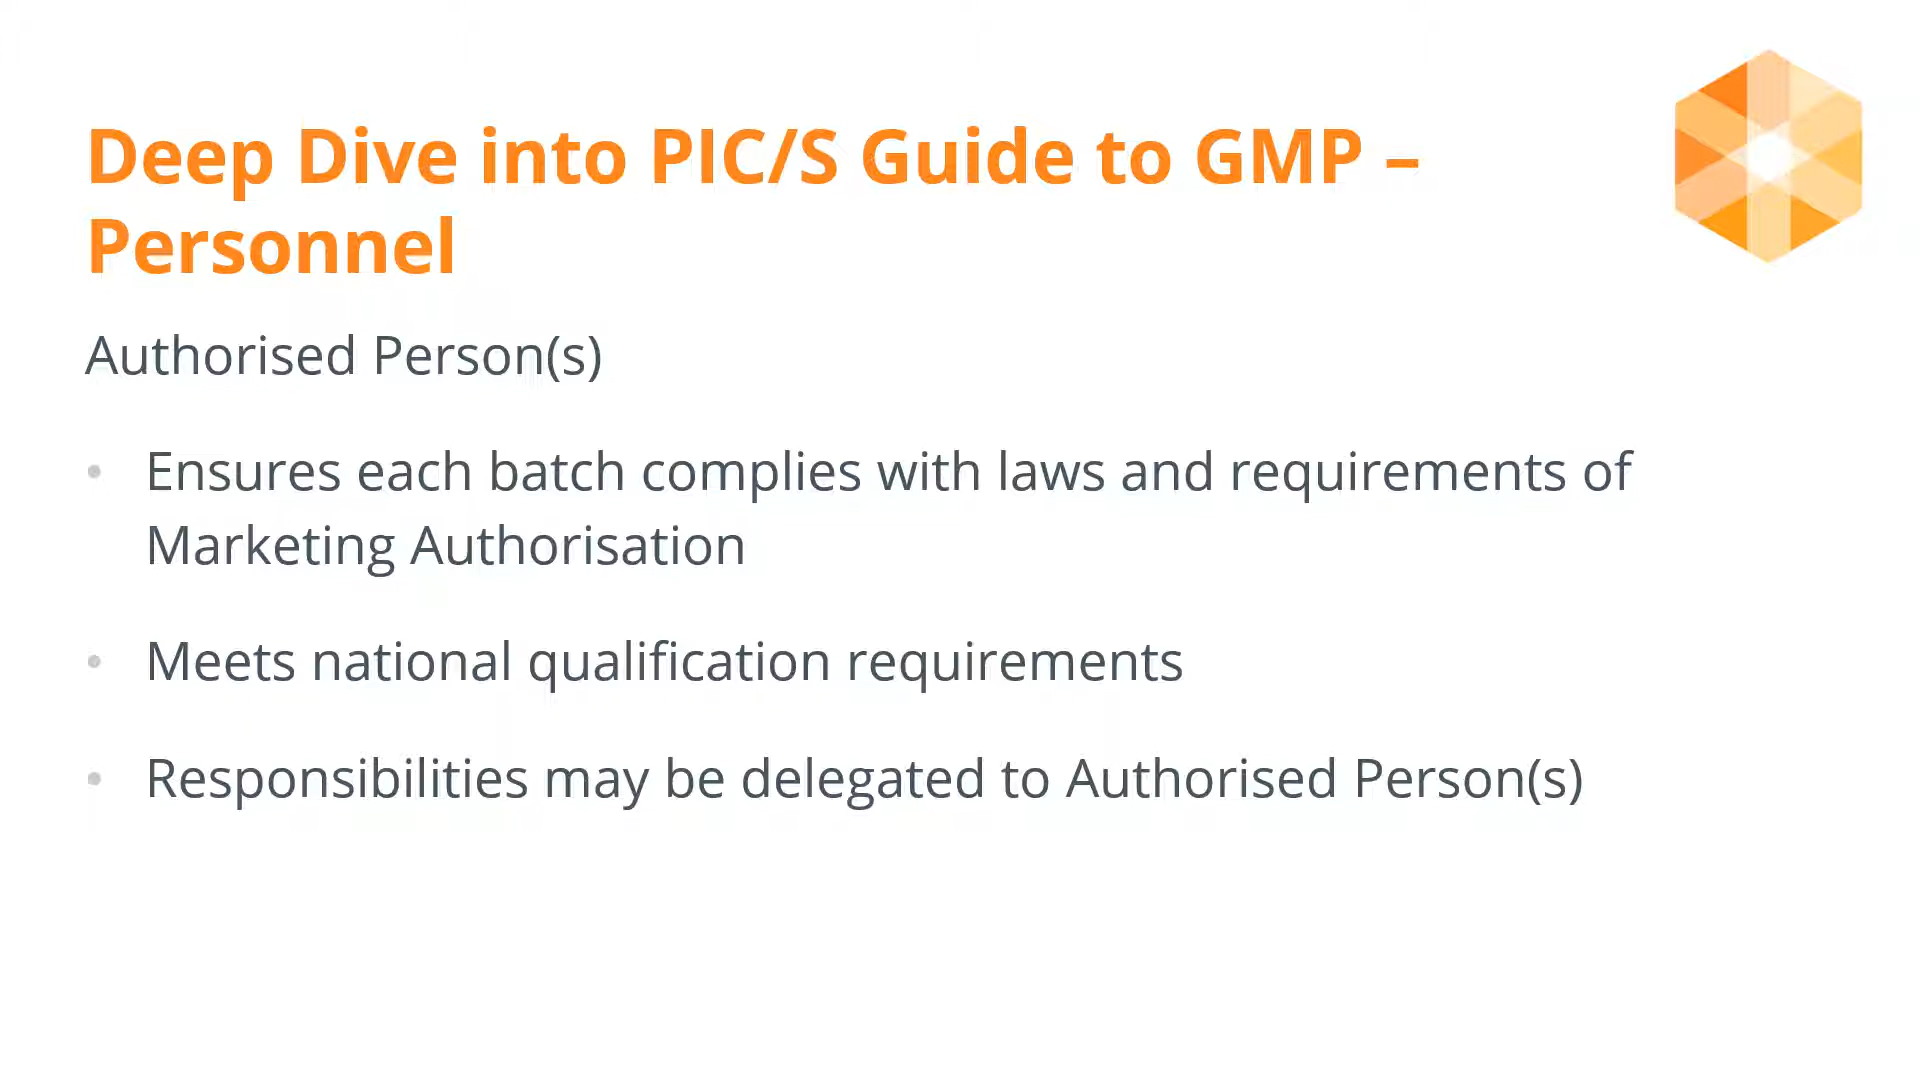 Deep Dive into PIC/S Guide to GMP –
Personnel
Authorised Person(s)
• Ensures each batch complies with laws and requirements of
Marketing Authorisation
• Meets national qualification requirements
• Responsibilities may be delegated to Authorised Person(s)